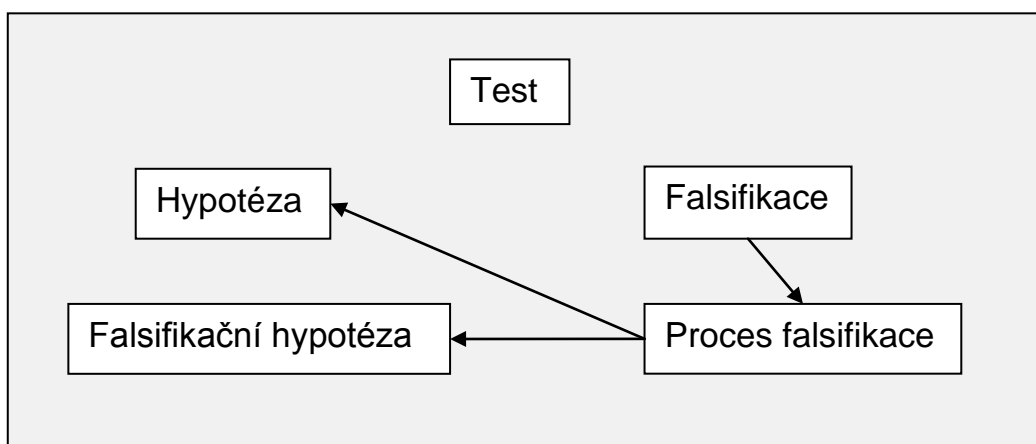 Test
Hypotéza
Falsifikace
Falsifikační hypotéza
Proces falsifikace